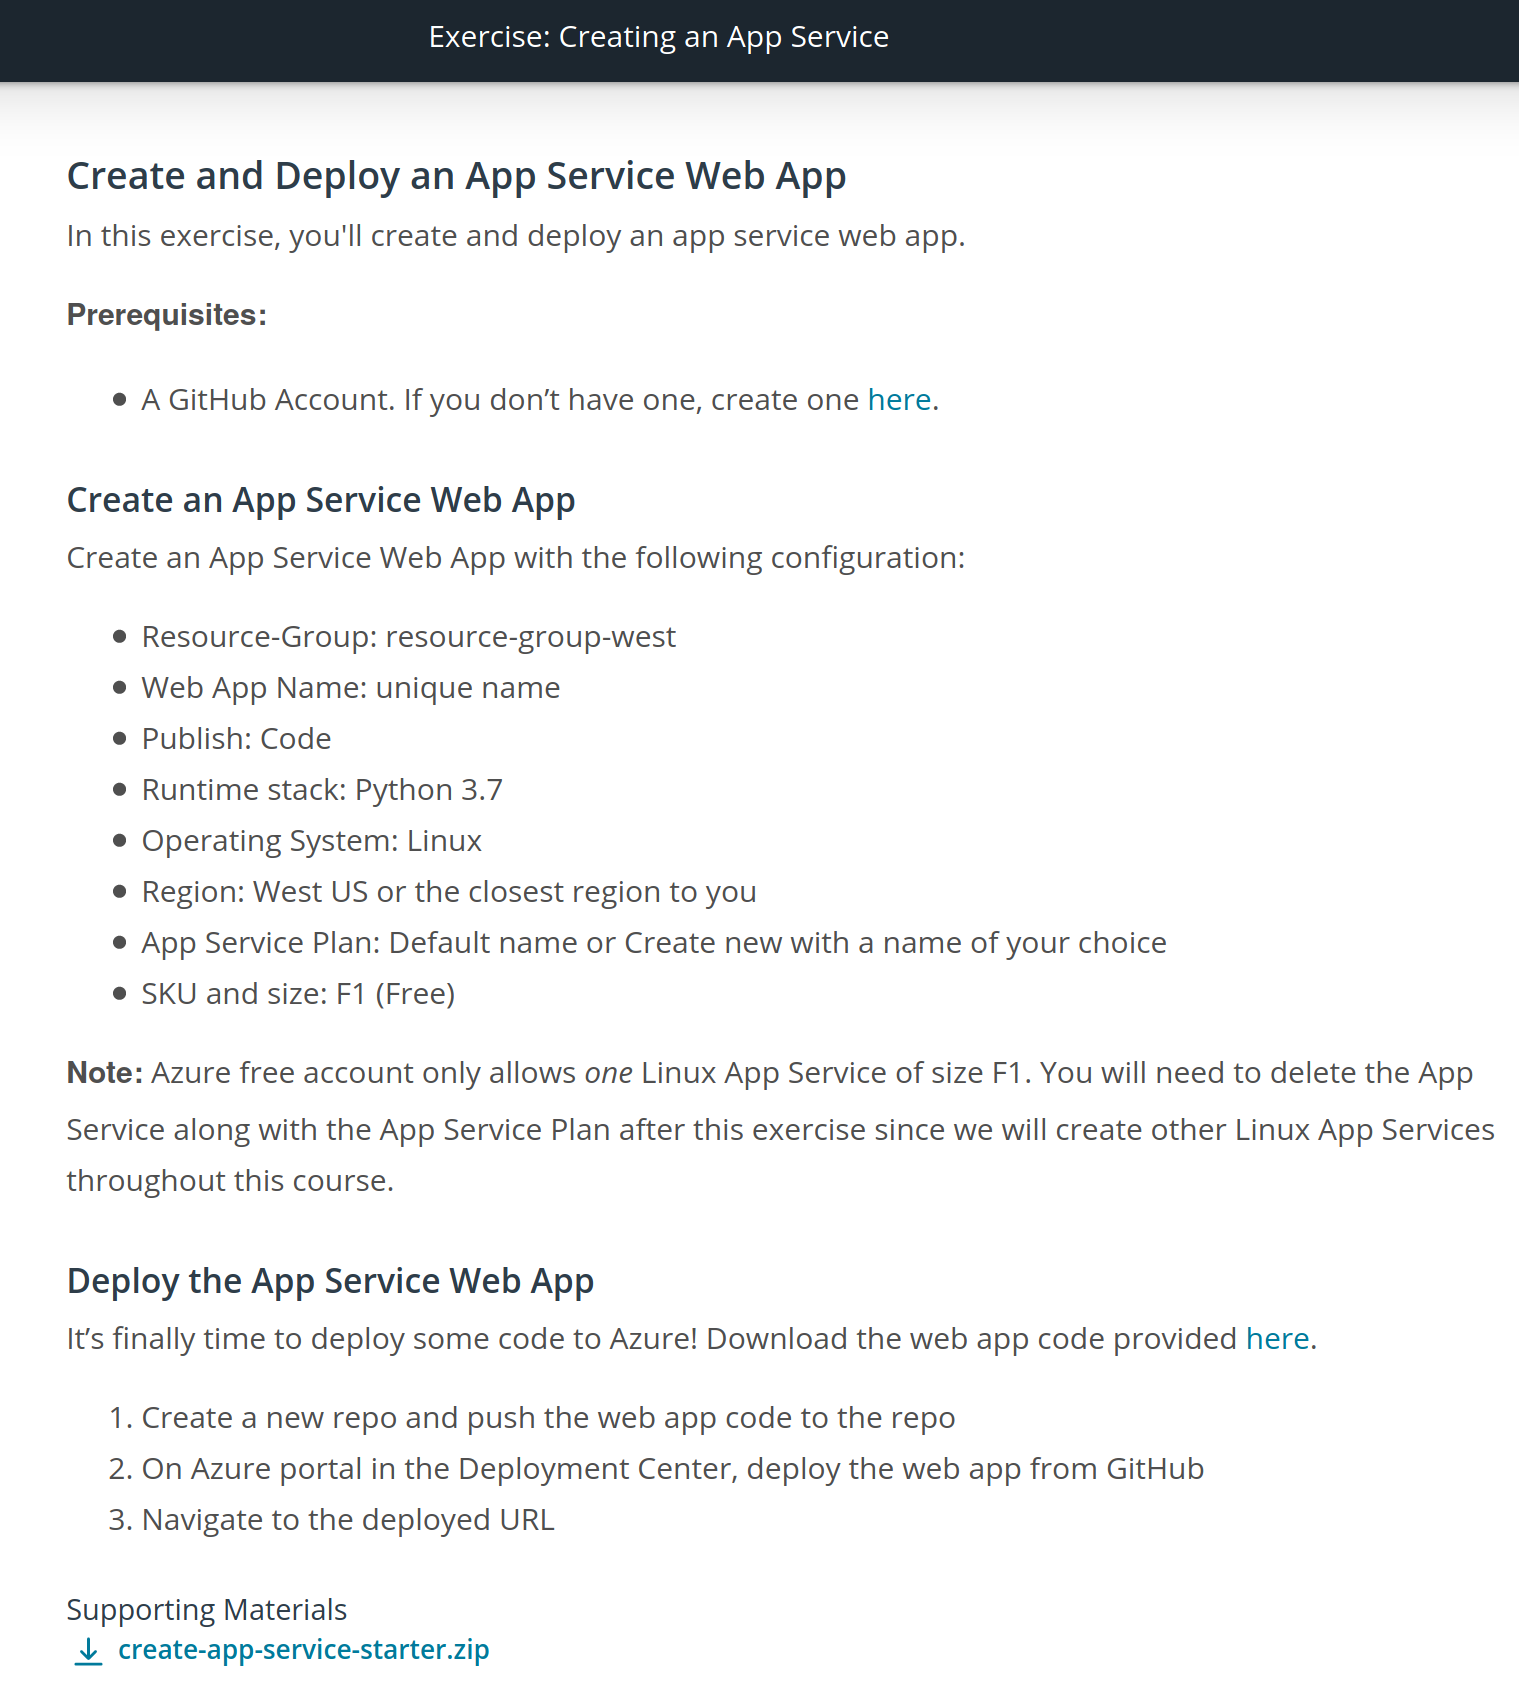 Exercise: Creating an App Service
Create and Deploy an App Service Web App
In this exercise, you'll create and deploy an app service web app.
Prerequisites:
● A GitHub Account. If you don’t have one, create one here.
Create an App Service Web App
Create an App Service Web App with the following configuration:
● Resource-Group: resource-group-west
● Web App Name: unique name
● Publish: Code
● Runtime stack: Python 3.7
● Operating System: Linux
● Region: West US or the closest region to you
● App Service Plan: Default name or Create new with a name of your choice
● SKU and size: F1 (Free)
Note: Azure free account only allows one Linux App Service of size F1. You will need to delete the App
Service along with the App Service Plan after this exercise since we will create other Linux App Services
throughout this course.
Deploy the App Service Web App
It’s finally time to deploy some code to Azure! Download the web app code provided here.
1. Create a new repo and push the web app code to the repo
2. On Azure portal in the Deployment Center, deploy the web app from GitHub
3. Navigate to the deployed URL
Supporting Materials
create-app-service-starter.zip